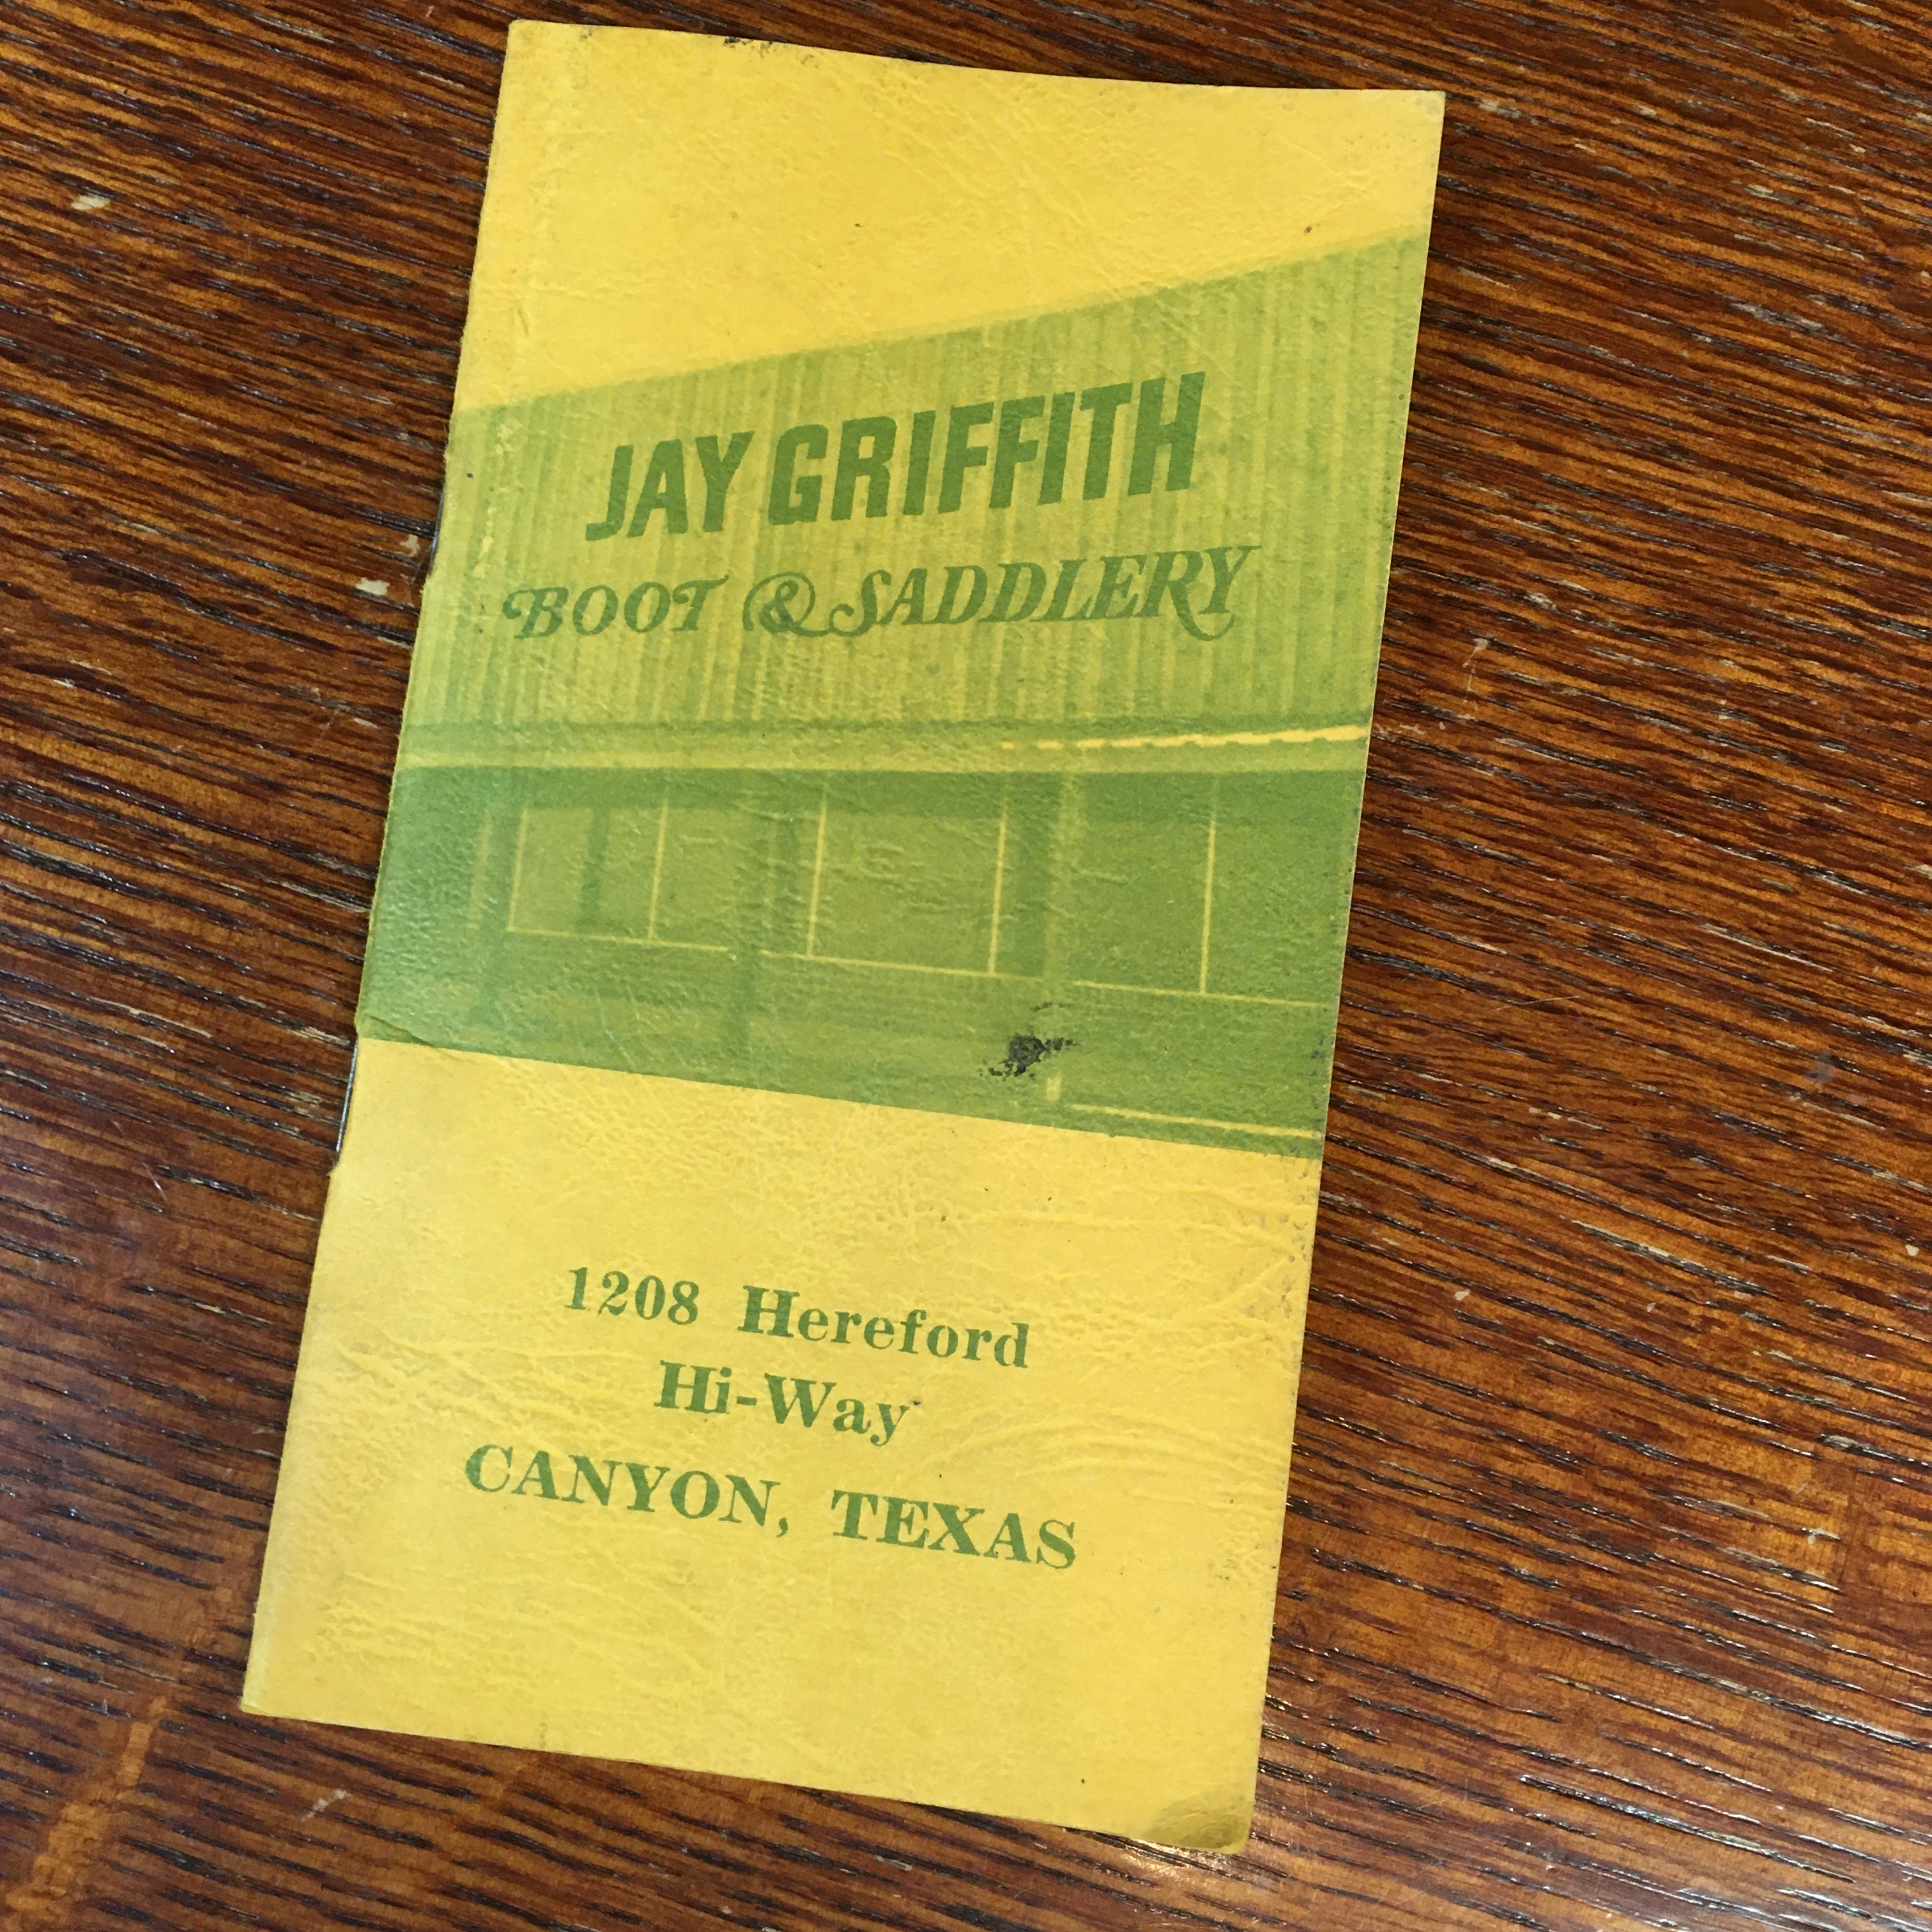 JAY GRIFFITH
BOOT & SADDLERY
1208 Hereford
Hi-Way
CANYON, TEXAS